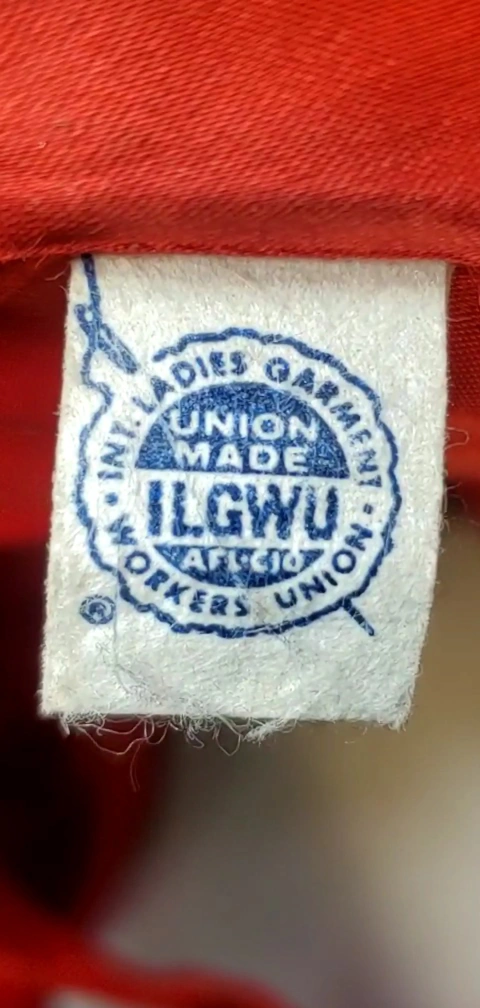 INT. LADIES GARMENT
UNION
MADE
ILGWU
AFL-CIO
WORKERS UNION
®